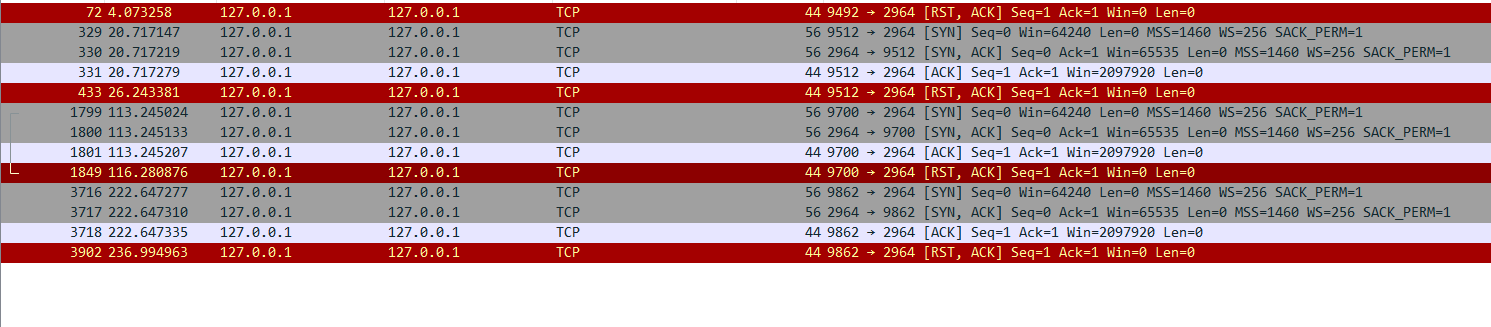 72 4.073258 127.0.0.1 127.0.0.1 TCP 44 9492 → 2964 [RST, ACK] Seq=1 Ack=1 Win=0 Len=0
329 20.717147 127.0.0.1 127.0.0.1 TCP 56 9512 → 2964 [SYN] Seq=0 Win=64240 Len=0 MSS=1460 WS=256 SACK_PERM=1
330 20.717219 127.0.0.1 127.0.0.1 TCP 56 2964 → 9512 [SYN, ACK] Seq=0 Ack=1 Win=65535 Len=0 MSS=1460 WS=256 SACK_PERM=1
331 20.717279 127.0.0.1 127.0.0.1 TCP 44 9512 → 2964 [ACK] Seq=1 Ack=1 Win=2097920 Len=0
433 26.243381 127.0.0.1 127.0.0.1 TCP 44 9512 → 2964 [RST, ACK] Seq=1 Ack=1 Win=0 Len=0
1799 113.245024 127.0.0.1 127.0.0.1 TCP 56 9700 → 2964 [SYN] Seq=0 Win=64240 Len=0 MSS=1460 WS=256 SACK_PERM=1
1800 113.245133 127.0.0.1 127.0.0.1 TCP 56 2964 → 9700 [SYN, ACK] Seq=0 Ack=1 Win=65535 Len=0 MSS=1460 WS=256 SACK_PERM=1
1801 113.245207 127.0.0.1 127.0.0.1 TCP 44 9700 → 2964 [ACK] Seq=1 Ack=1 Win=2097920 Len=0
1849 116.280876 127.0.0.1 127.0.0.1 TCP 44 9700 → 2964 [RST, ACK] Seq=1 Ack=1 Win=0 Len=0
3716 222.647277 127.0.0.1 127.0.0.1 TCP 56 9862 → 2964 [SYN] Seq=0 Win=64240 Len=0 MSS=1460 WS=256 SACK_PERM=1
3717 222.647310 127.0.0.1 127.0.0.1 TCP 56 2964 → 9862 [SYN, ACK] Seq=0 Ack=1 Win=65535 Len=0 MSS=1460 WS=256 SACK_PERM=1
3718 222.647335 127.0.0.1 127.0.0.1 TCP 44 9862 → 2964 [ACK] Seq=1 Ack=1 Win=2097920 Len=0
3902 236.994963 127.0.0.1 127.0.0.1 TCP 44 9862 → 2964 [RST, ACK] Seq=1 Ack=1 Win=0 Len=0